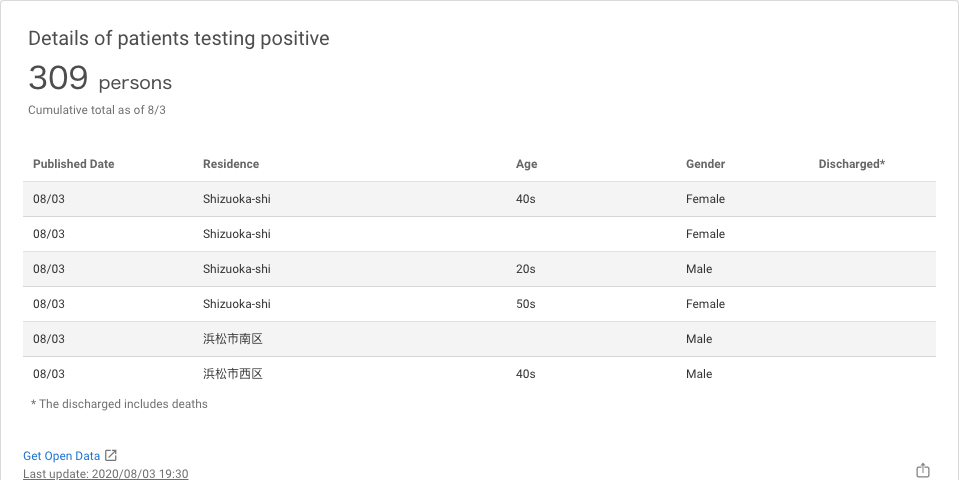 Details of patients testing positive
309 persons
Cumulative total as of 8/3
Published Date Residence Age Gender Discharged*
08/03 Shizuoka-shi 40s Female
08/03 Shizuoka-shi Female
08/03 Shizuoka-shi 20s Male
08/03 Shizuoka-shi 50s Female
08/03 浜松市南区 Male
08/03 浜松市西区 40s Male
* The discharged includes deaths
Get Open Data
Last update: 2020/08/03 19:30